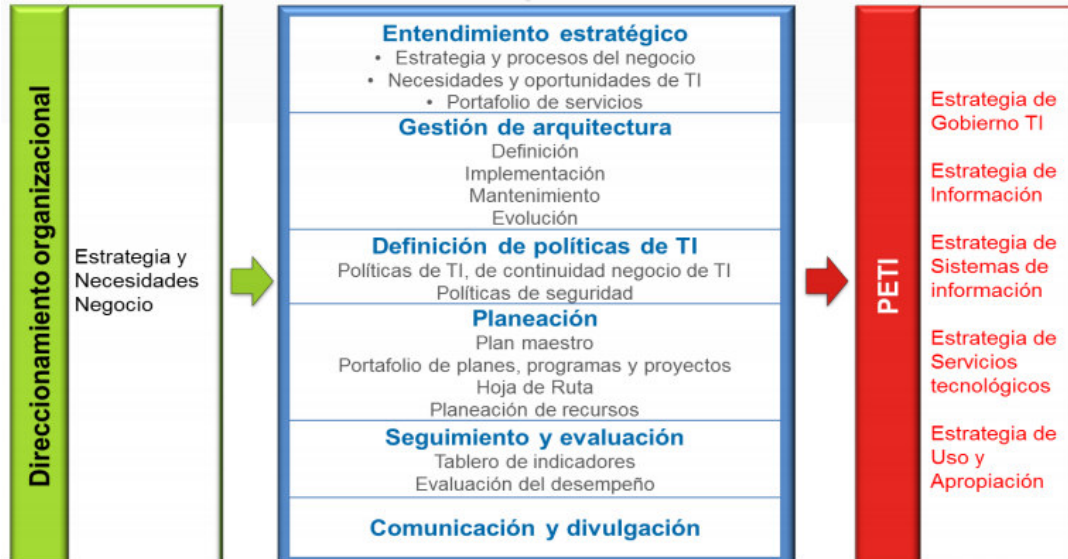 Direccionamiento organizacional
Estrategia y
Necesidades
Negocio
Entendimiento estratégico
• Estrategia y procesos del negocio
• Necesidades y oportunidades de TI
• Portafolio de servicios
Gestión de arquitectura
Definición
Implementación
Mantenimiento
Evolución
Definición de políticas de TI
Políticas de TI, de continuidad negocio de TI
Políticas de seguridad
Planeación
Plan maestro
Portafolio de planes, programas y proyectos
Hoja de Ruta
Planeación de recursos
Seguimiento y evaluación
Tablero de indicadores
Evaluación del desempeño
Comunicación y divulgación
PETI
Estrategia de
Gobierno TI
Estrategia de
Información
Estrategia de
Sistemas de
información
Estrategia de
Servicios
tecnológicos
Estrategia de
Uso y
Apropiación